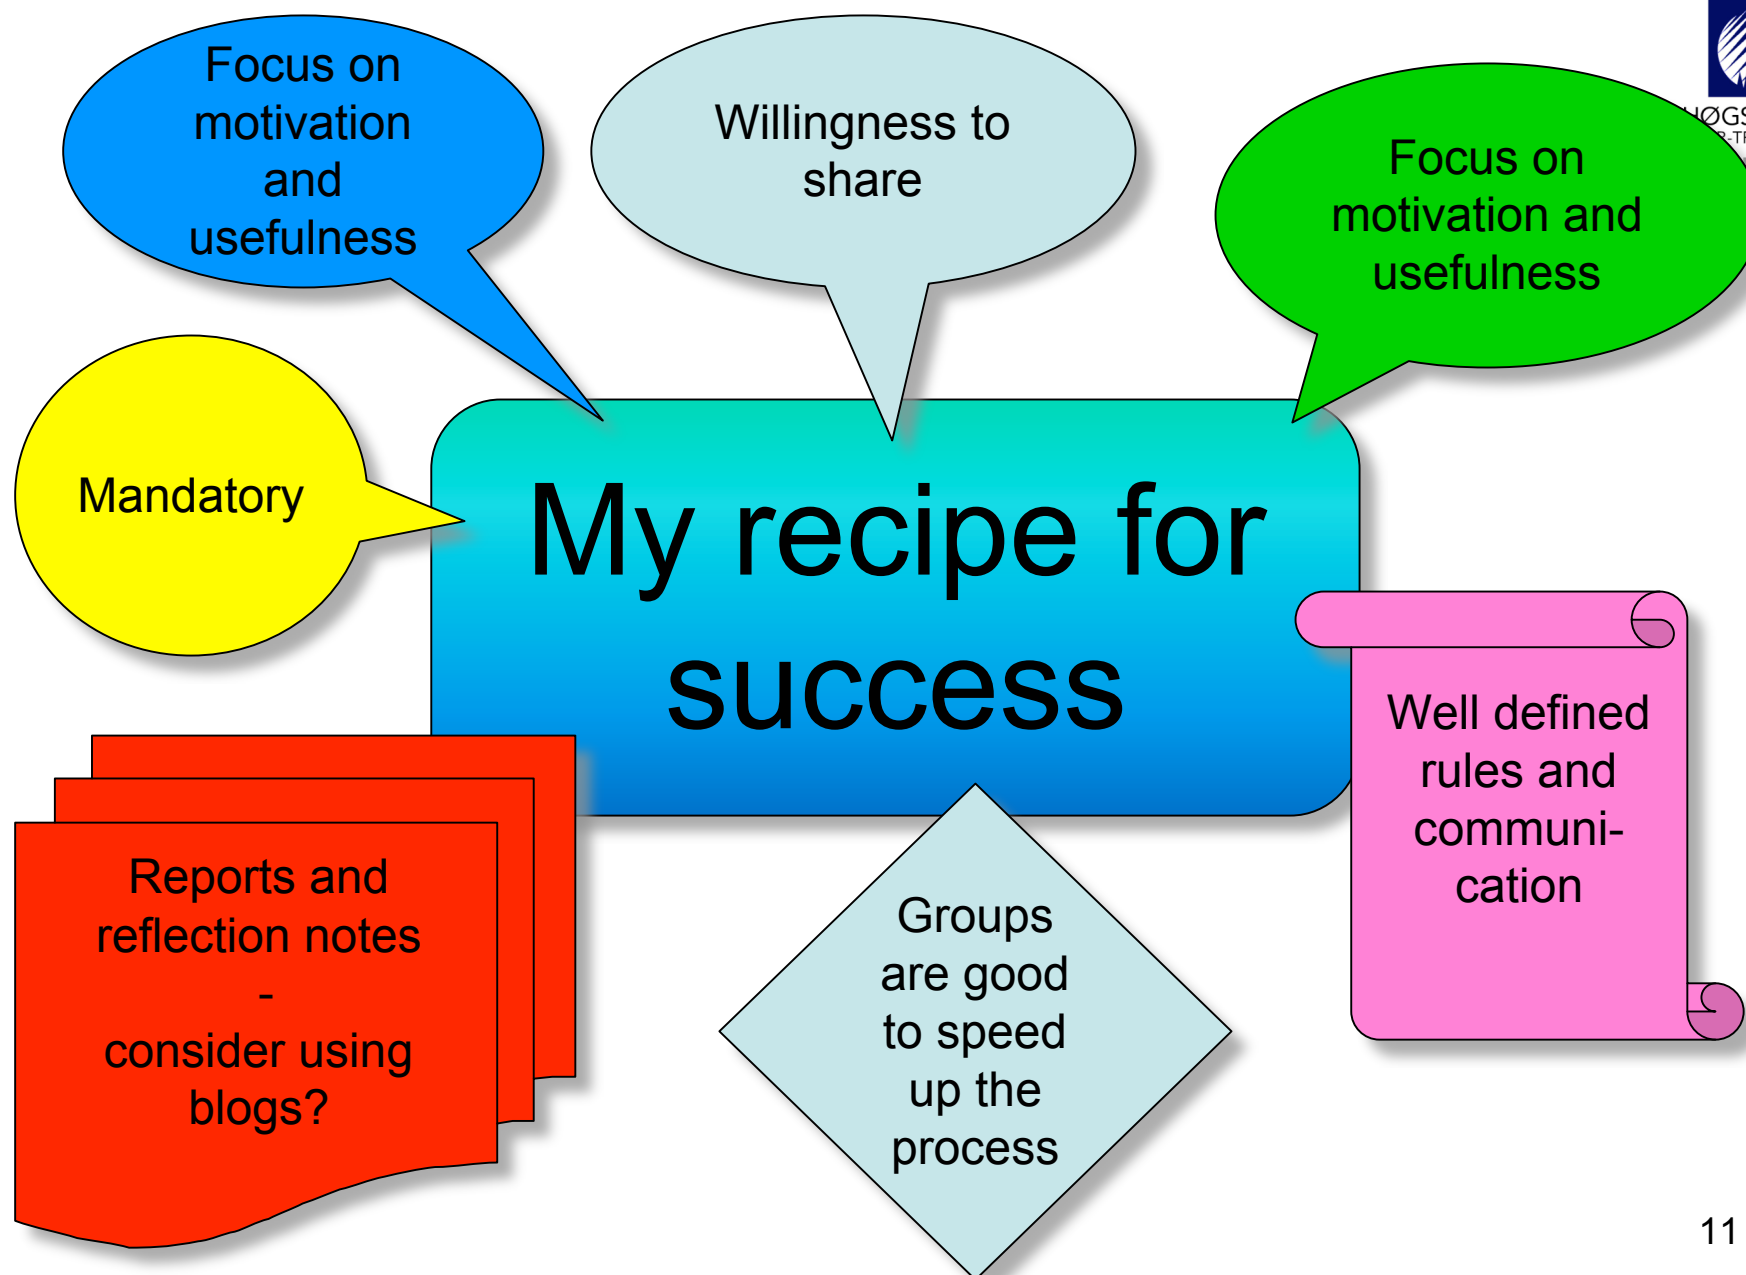 Focus on
motivation
and
usefulness
Willingness to
share
Focus on
motivation and
usefulness
Mandatory
My recipe for
success
Well defined
rules and
communi-
cation
Reports and
reflection notes
-
consider using
blogs?
Groups
are good
to speed
up the
process
11